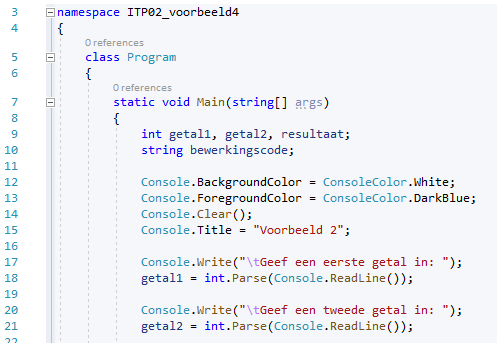 3 namespace ITP02_voorbeeld4
4 {
0 references
5 class Program
6 {
0 references
7 static void Main(string[] args)
8 {
9 int getal1, getal2, resultaat;
10 string bewerkingscode;
11
12 Console.BackgroundColor = ConsoleColor.White;
13 Console.ForegroundColor = ConsoleColor.DarkBlue;
14 Console.Clear();
15 Console.Title = "Voorbeeld 2";
16
17 Console.Write("\tGeef een eerste getal in: ");
18 getal1 = int.Parse(Console.ReadLine());
19
20 Console.Write("\tGeef een tweede getal in: ");
21 getal2 = int.Parse(Console.ReadLine());
22